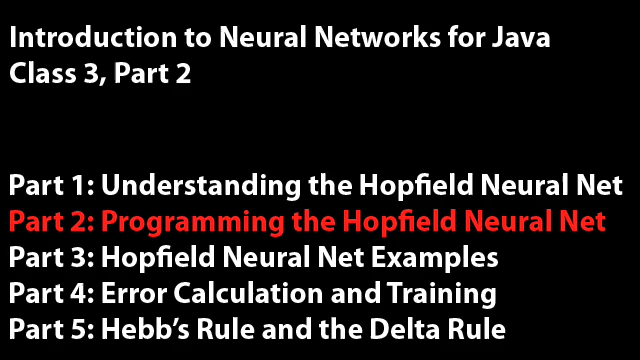 Introduction to Neural Networks for Java
Class 3, Part 2
Part 1: Understanding the Hopfield Neural Net
Part 2: Programming the Hopfield Neural Net
Part 3: Hopfield Neural Net Examples
Part 4: Error Calculation and Training
Part 5: Hebb’s Rule and the Delta Rule